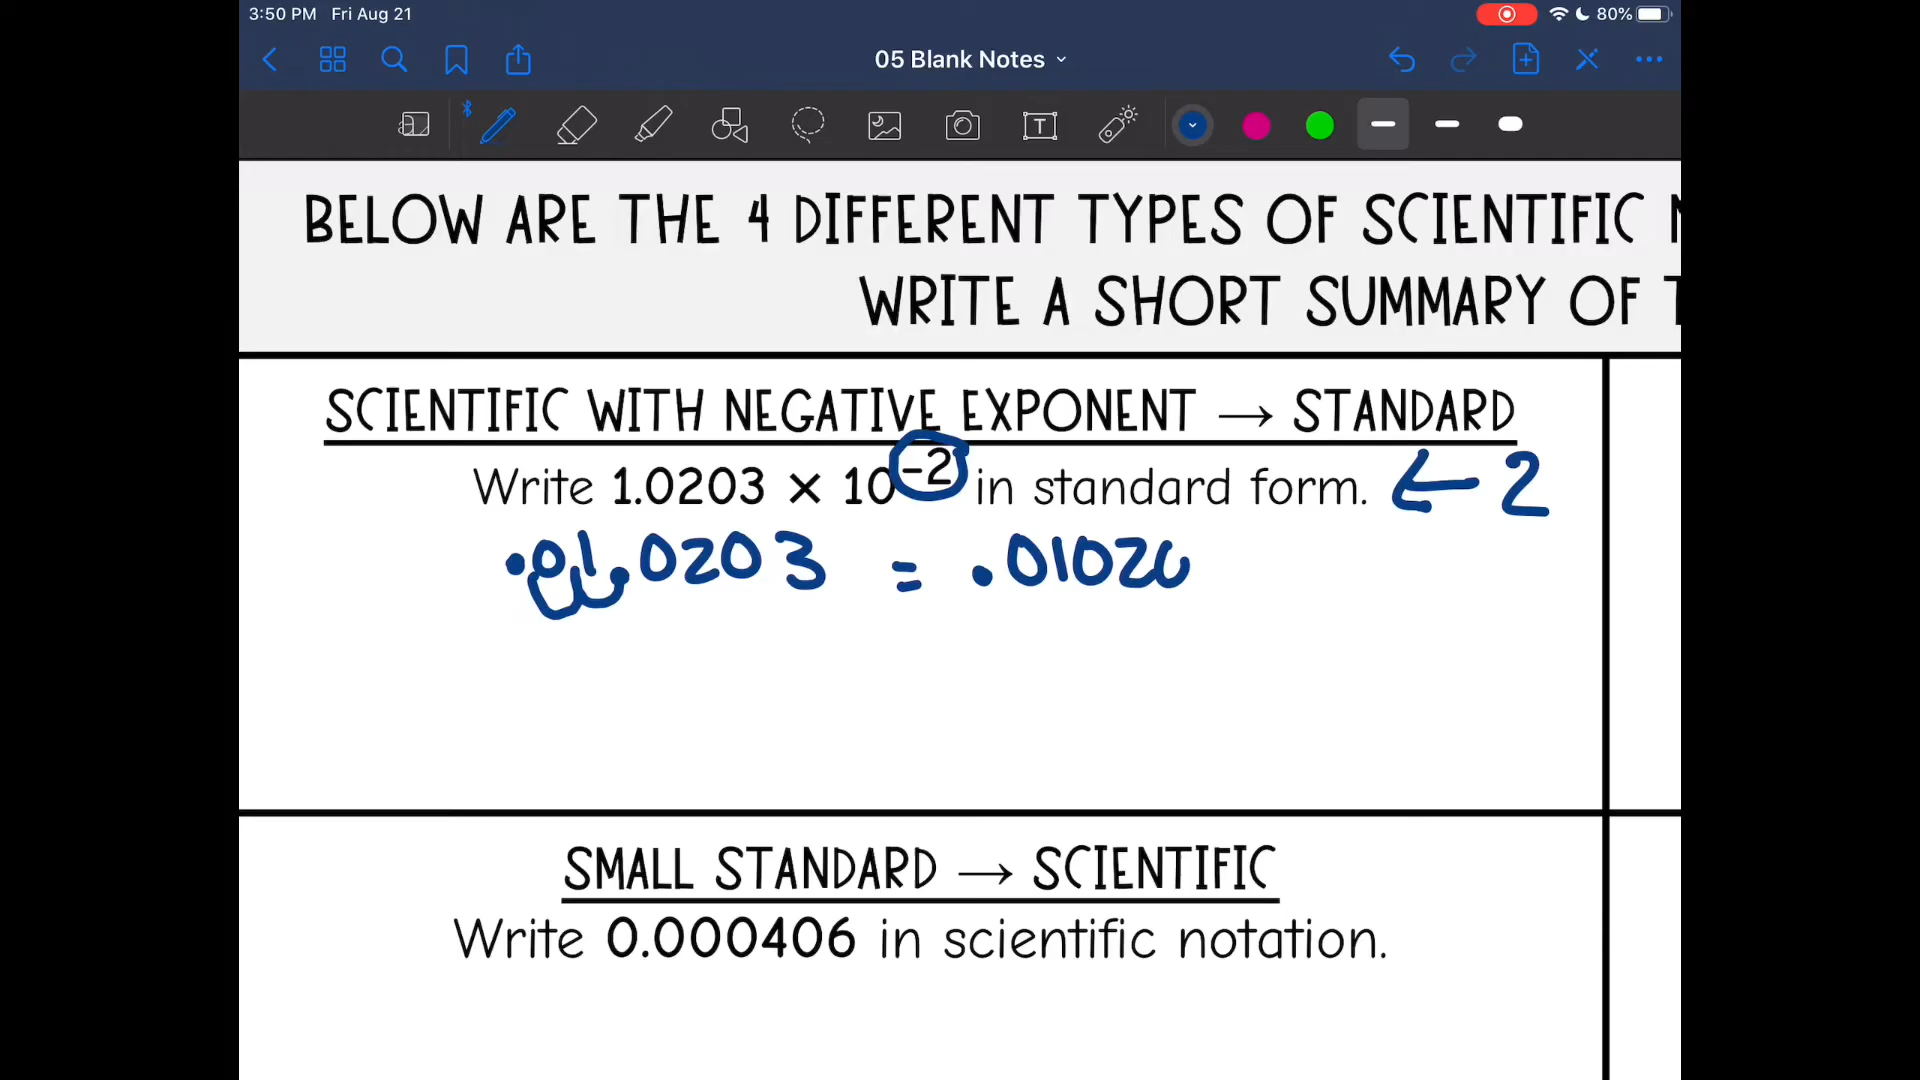 3:50 PM Fri Aug 21
80%
05 Blank Notes
BELOW ARE THE 4 DIFFERENT TYPES OF SCIENTIFIC
WRITE A SHORT SUMMARY OF
SCIENTIFIC WITH NEGATIVE EXPONENT → STANDARD
Write 1.0203 × 10⁻² in standard form. ← 2
.01.0203 = .01020
SMALL STANDARD → SCIENTIFIC
Write 0.000406 in scientific notation.